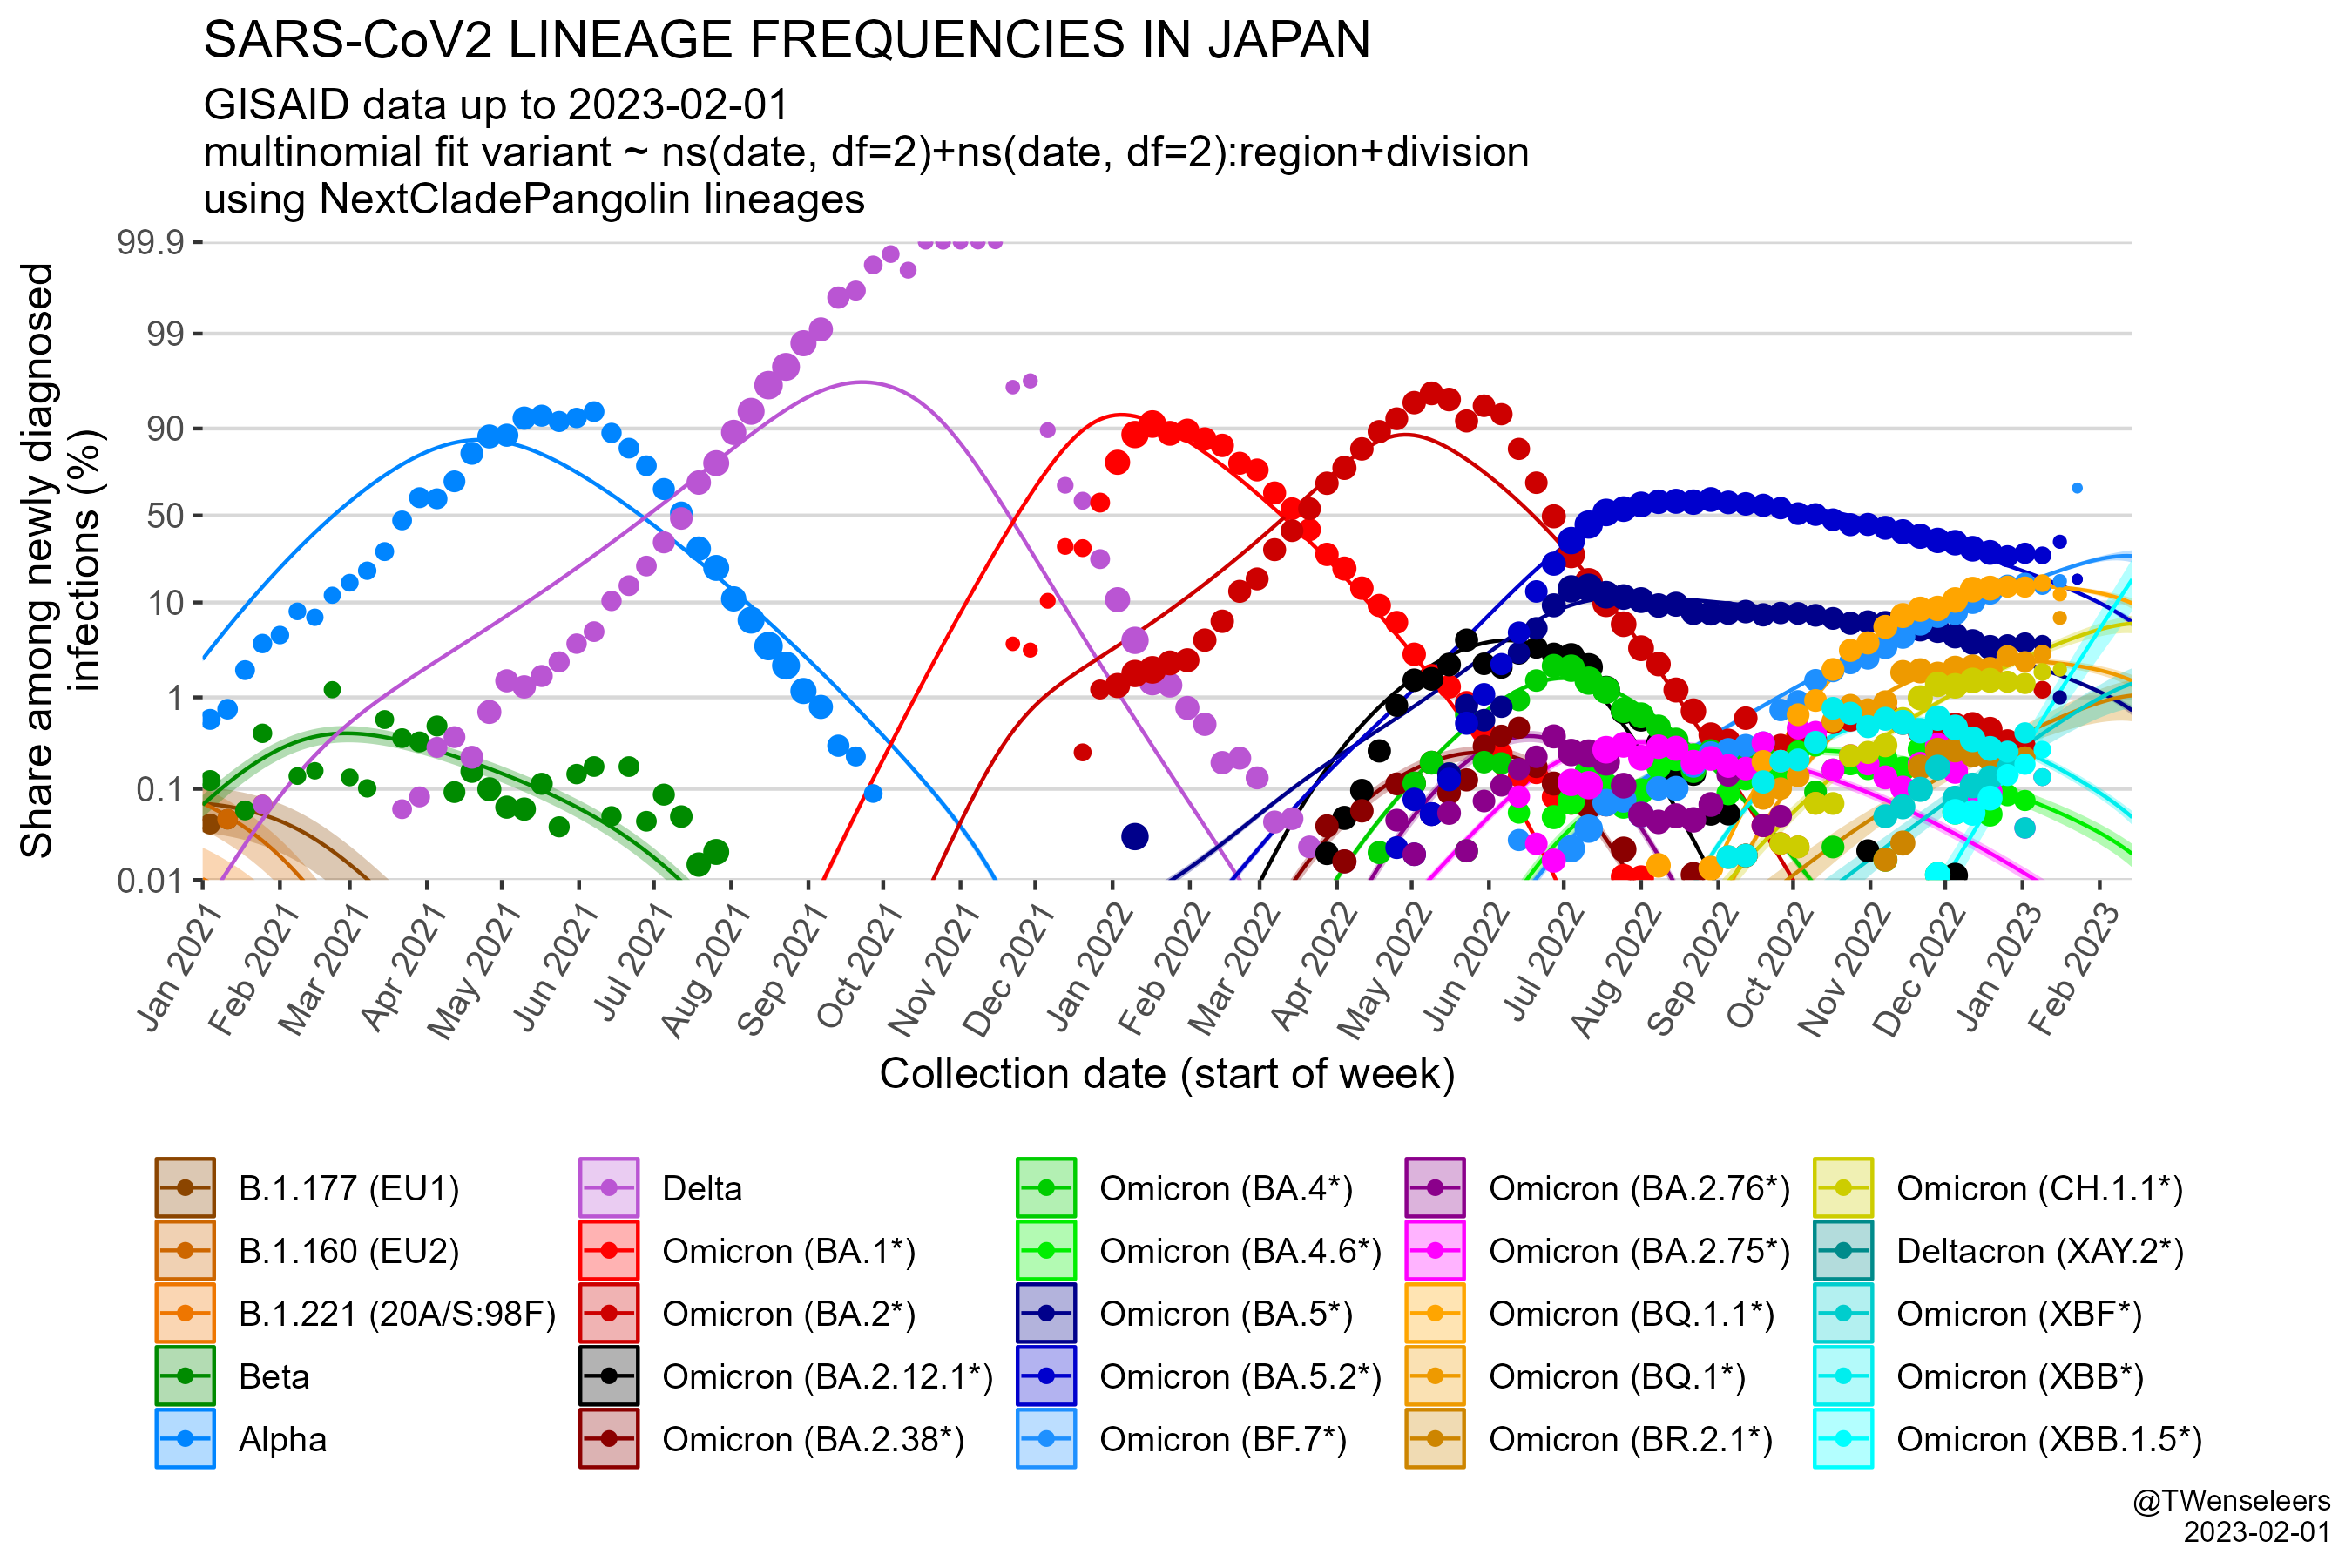 SARS-CoV2 LINEAGE FREQUENCIES IN JAPAN
GISAID data up to 2023-02-01
multinomial fit variant ~ ns(date, df=2)+ns(date, df=2):region+division
using NextCladePangolin lineages
Share among newly diagnosed
infections (%)
99.9
99
90
50
10
1
0.1
0.01
Jan 2021
Feb 2021
Mar 2021
Apr 2021
May 2021
Jun 2021
Jul 2021
Aug 2021
Sep 2021
Oct 2021
Nov 2021
Dec 2021
Jan 2022
Feb 2022
Mar 2022
Apr 2022
May 2022
Jun 2022
Jul 2022
Aug 2022
Sep 2022
Oct 2022
Nov 2022
Dec 2022
Jan 2023
Feb 2023
Collection date (start of week)
B.1.177 (EU1)
B.1.160 (EU2)
B.1.221 (20A/S:98F)
Beta
Alpha
Delta
Omicron (BA.1*)
Omicron (BA.2*)
Omicron (BA.2.12.1*)
Omicron (BA.2.38*)
Omicron (BA.4*)
Omicron (BA.4.6*)
Omicron (BA.5*)
Omicron (BA.5.2*)
Omicron (BF.7*)
Omicron (BA.2.76*)
Omicron (BA.2.75*)
Omicron (BQ.1.1*)
Omicron (BQ.1*)
Omicron (BR.2.1*)
Omicron (CH.1.1*)
Deltacron (XAY.2*)
Omicron (XBF*)
Omicron (XBB*)
Omicron (XBB.1.5*)
@TWenseleers
2023-02-01